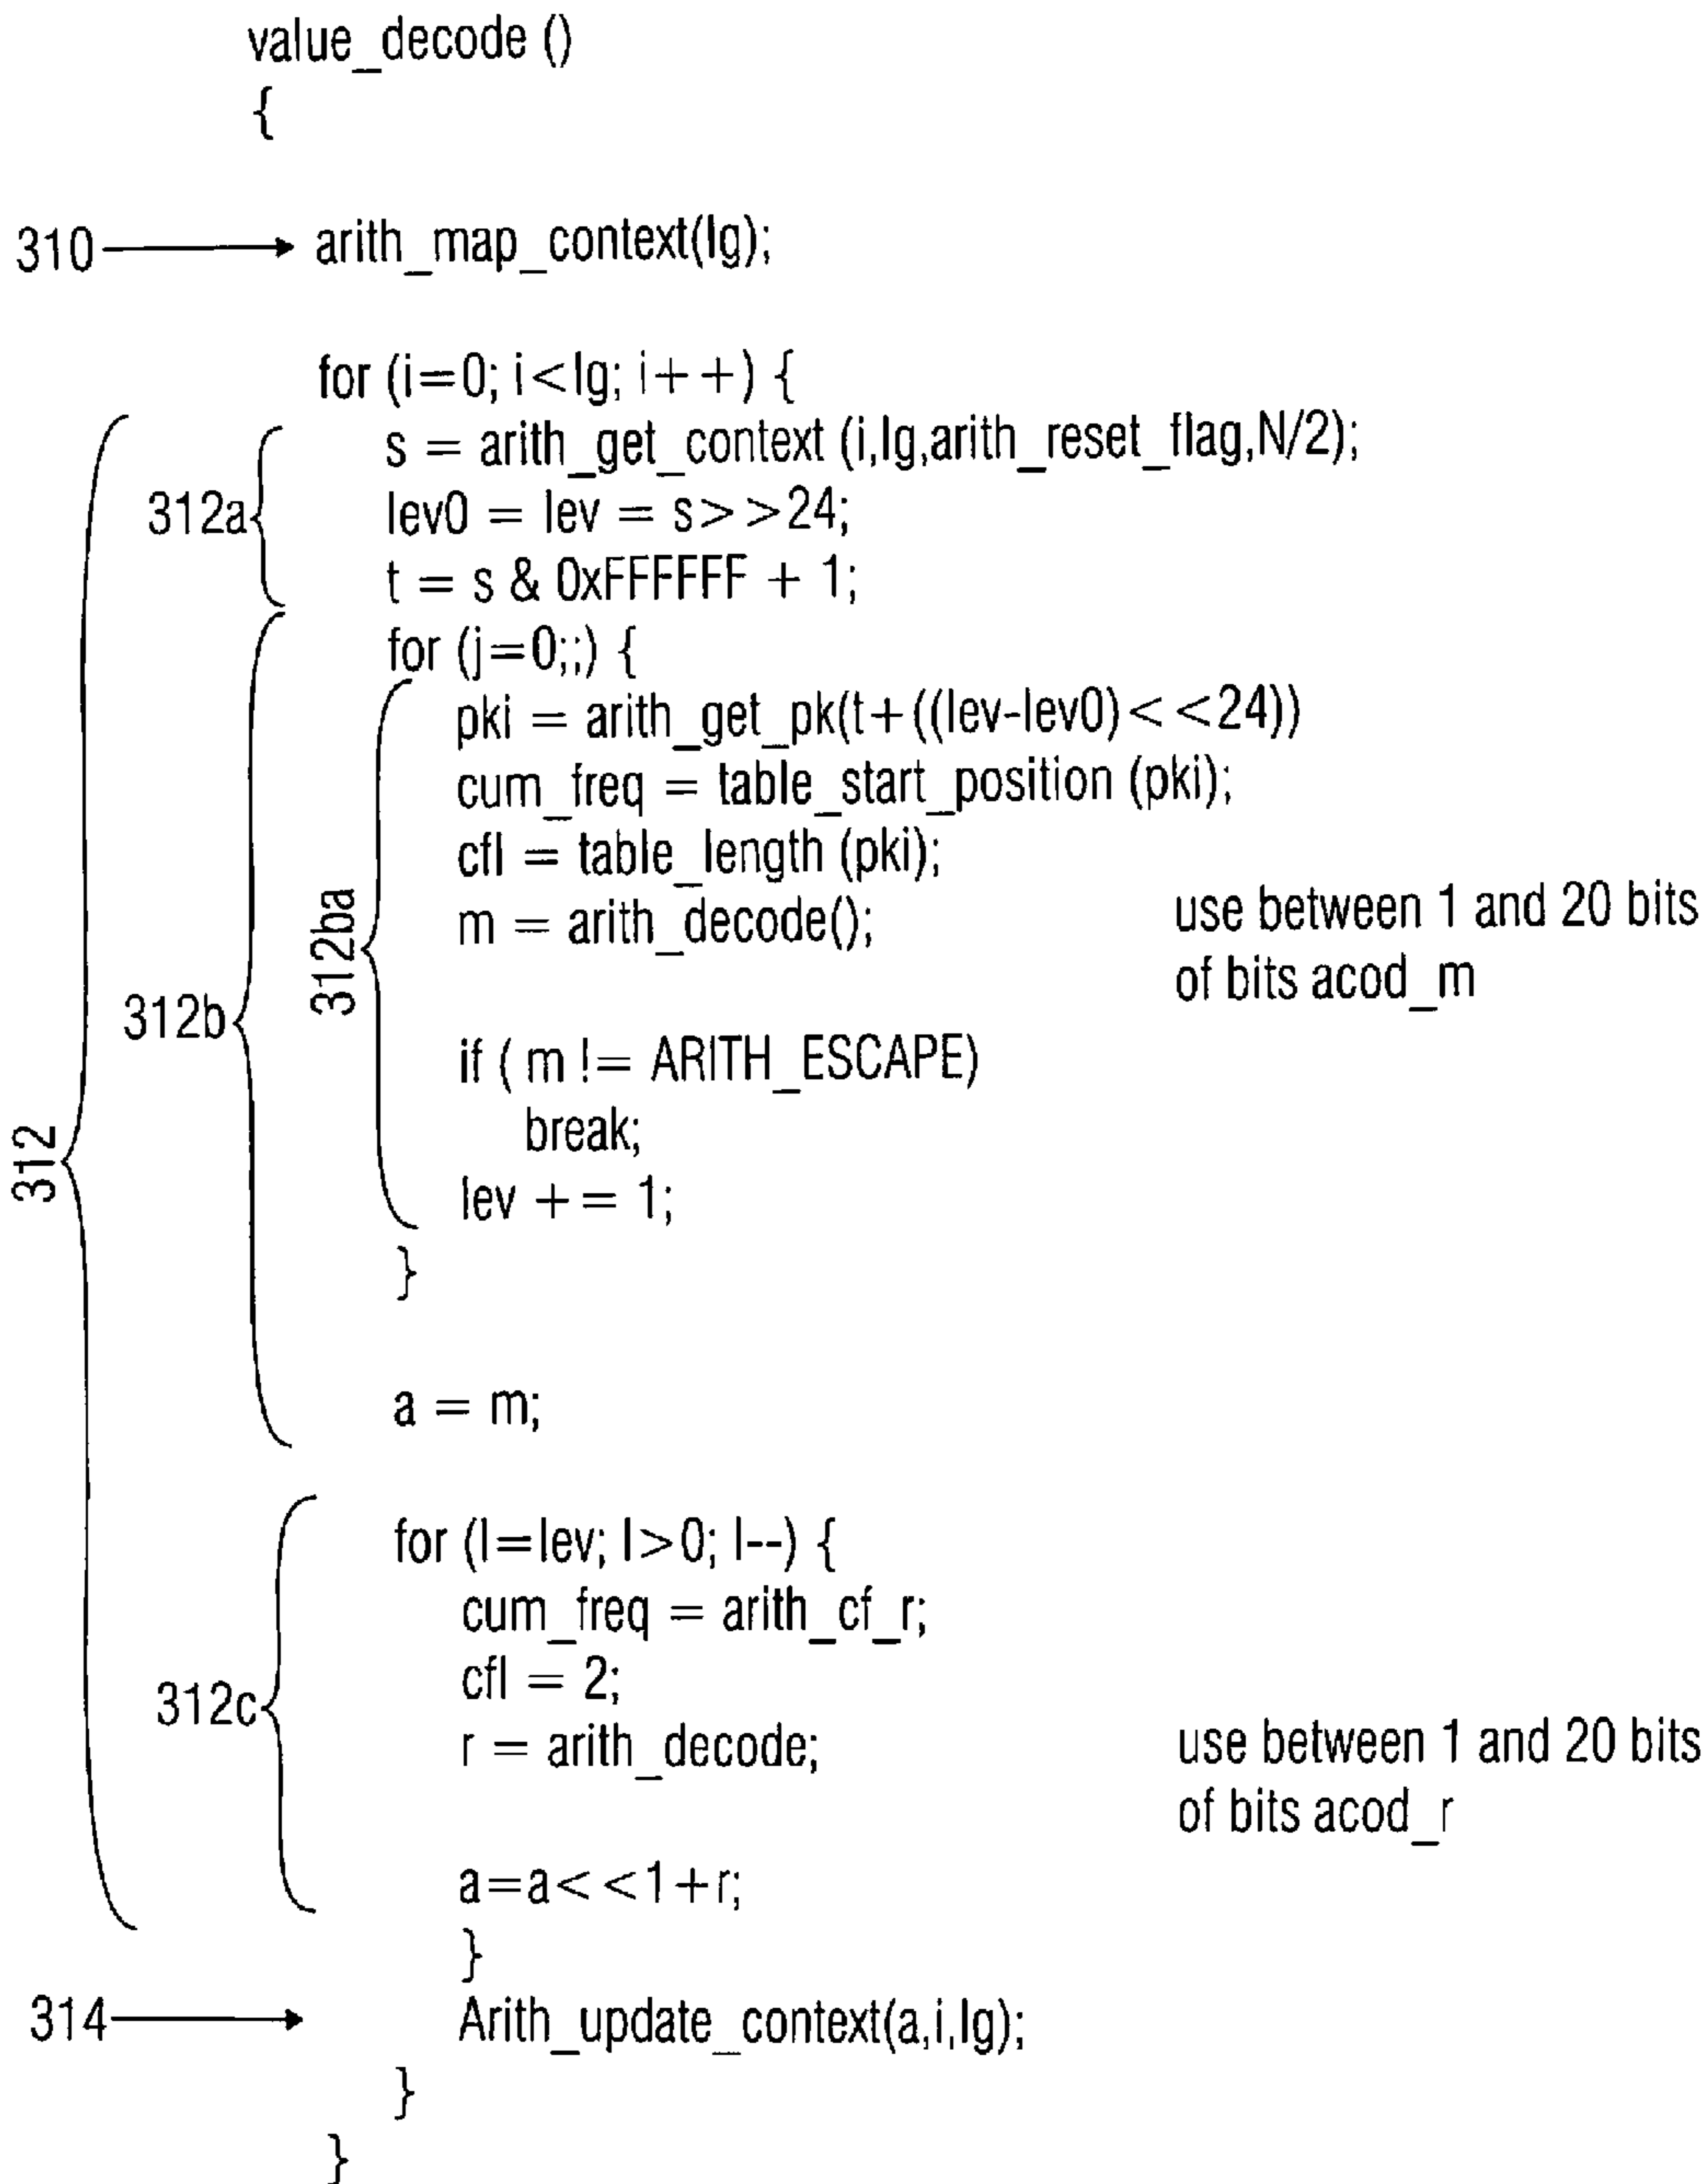 value_decode ()
{
310 arith_map_context(lg);
for (i=0; i<lg; i++) {
s = arith_get_context (i,lg,arith_reset_flag,N/2);
312a lev0 = lev = s>>24;
t = s & 0xFFFFFF + 1;
for (j=0;;) {
pki = arith_get_pk(t+((lev-lev0)<<24))
cum_freq = table_start_position (pki);
cfl = table_length (pki);
312ba m = arith_decode(); use between 1 and 20 bits
of bits acod_m
312b
if ( m != ARITH_ESCAPE)
break;
312
lev += 1;
}
a = m;
for (l=lev; l>0; l--) {
cum_freq = arith_cf_r;
cfl = 2;
312c
r = arith_decode; use between 1 and 20 bits
of bits acod_r
a=a<<1+r;
}
314 Arith_update_context(a,i,lg);
}
}